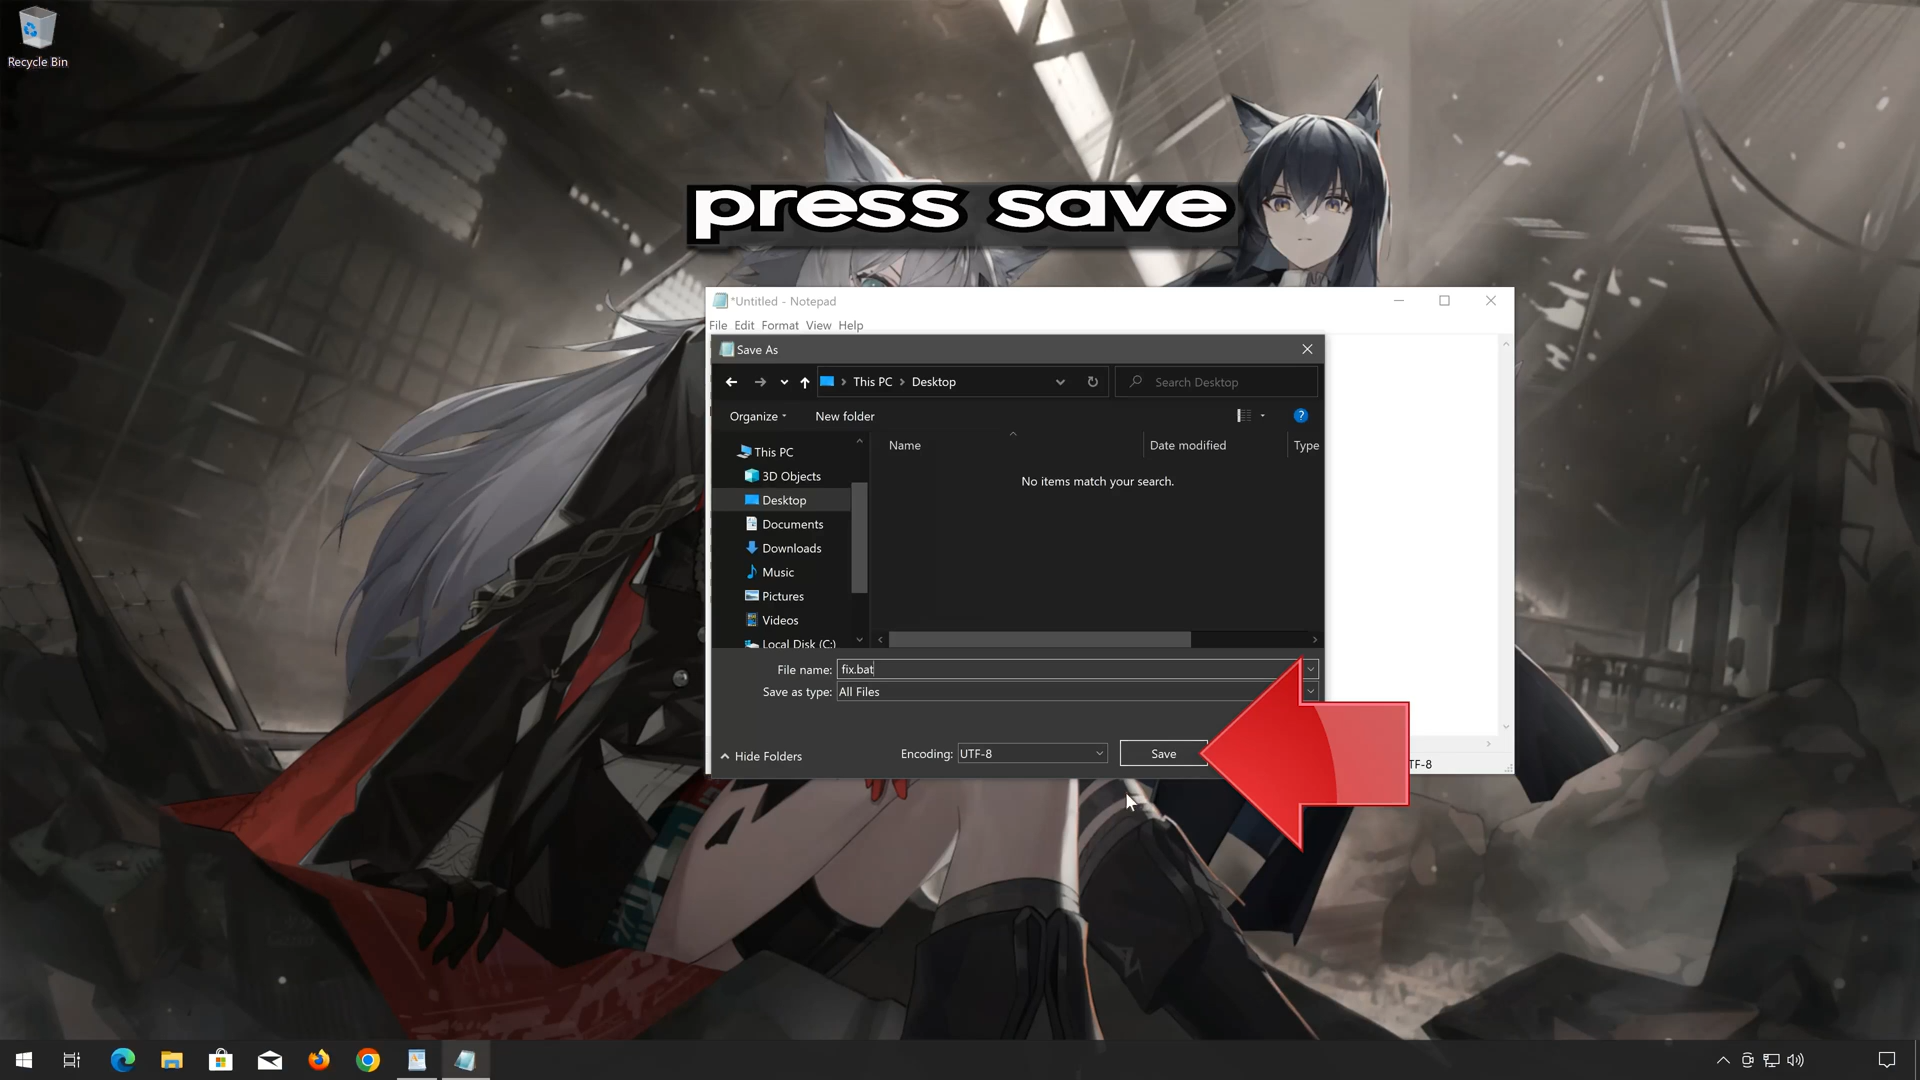 Recycle Bin
press save
*Untitled - Notepad
File Edit Format View Help
Save As
This PC Desktop
Search Desktop
Organize New folder
?
Name Date modified Type
No items match your search.
This PC
3D Objects
Desktop
Documents
Downloads
Music
Pictures
Videos
Local Disk (C:)
File name: fix.bat
Save as type: All Files
Hide Folders
Encoding: UTF-8
Save
TF-8